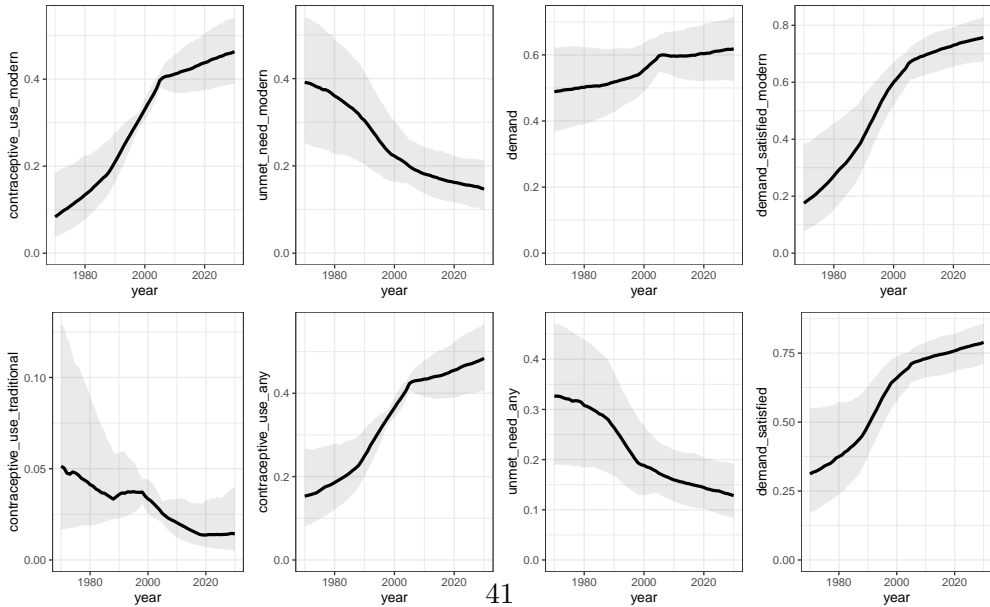 contraceptive_use_modern
0.4
0.2
0.0
1980 2000 2020
year
unmet_need_modern
0.4
0.2
0.0
1980 2000 2020
year
demand
0.6
0.4
0.2
0.0
1980 2000 2020
year
demand_satisfied_modern
0.8
0.6
0.4
0.2
0.0
1980 2000 2020
year
contraceptive_use_traditional
0.10
0.05
0.00
1980 2000 2020
year
contraceptive_use_any
0.4
0.2
0.0
1980 2000 2020
year
unmet_need_any
0.4
0.3
0.2
0.1
0.0
1980 2000 2020
year
demand_satisfied
0.75
0.50
0.25
0.00
1980 2000 2020
year
41